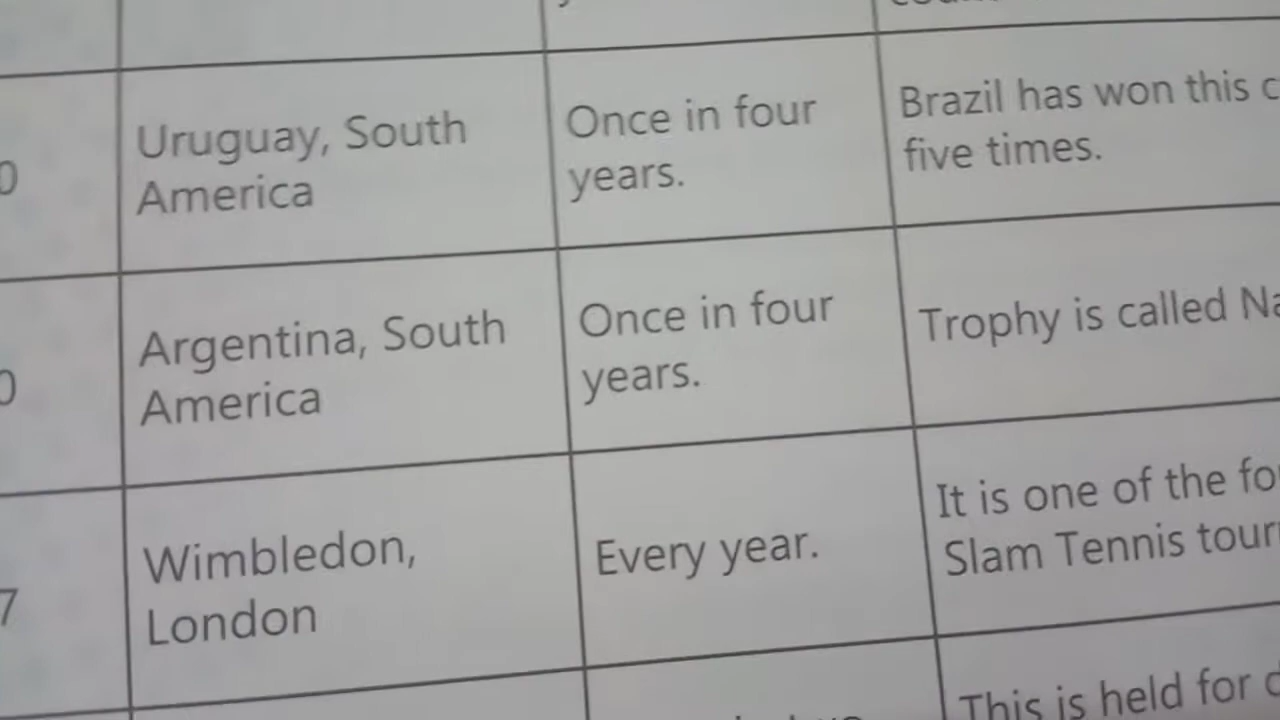 Uruguay, South
America
Once in four
years.
Brazil has won this
five times.
Argentina, South
America
Once in four
years.
Trophy is called
7
Wimbledon,
London
Every year.
It is one of the
Slam Tennis
This is held for